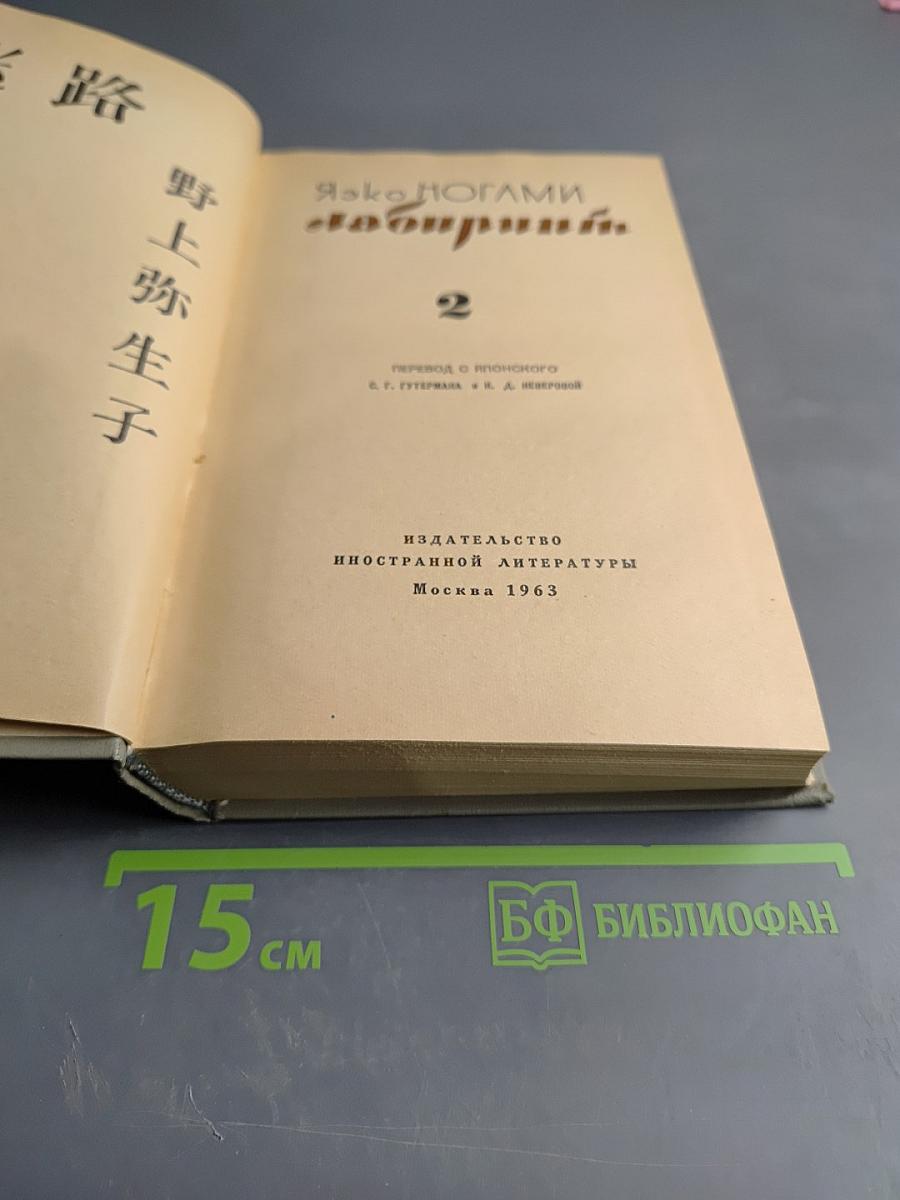 路
野上弥生子
Яэко НОГАМИ
лабиринт
2
ПЕРЕВОД С ЯПОНСКОГО
С. Г. ГУТЕРМАНА и Н. Д. НЕВЕРОВОЙ
ИЗДАТЕЛЬСТВО
ИНОСТРАННОЙ ЛИТЕРАТУРЫ
Москва 1963
15 см
БФ БИБЛИОФАН